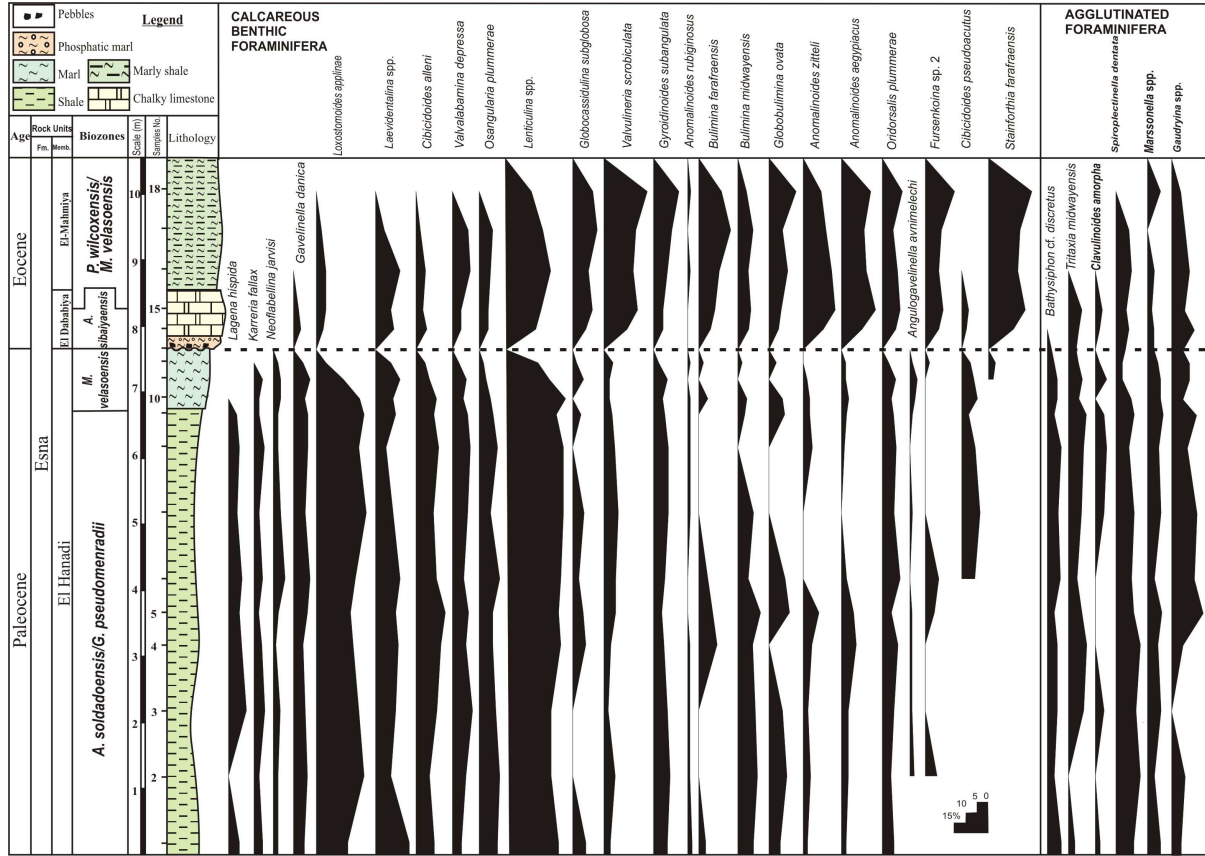 Pebbles
Legend
Phosphatic marl
Marl
Marly shale
Shale
Chalky limestone
CALCAREOUS
BENTHIC
FORAMINIFERA
AGGLUTINATED
FORAMINIFERA
Age
Rock Units
Fm.
Memb.
Biozones
Scale (m)
Samples No.
Lithology
Lagena hispida
Karreria fallax
Neoflabellina jarvisi
Gavelinella danica
Loxostomoides applinae
Laevidentalina spp.
Cibicidoides alleni
Valvalabamina depressa
Osangularia plummerae
Lenticulina spp.
Globocassidulina subglobosa
Valvulineria scrobiculata
Gyroidinoides subangulata
Anomalinoides rubiginosus
Bulimina farafraensis
Bulimina midwayensis
Globobulimina ovata
Anomalinoides zitteli
Anomalinoides aegypiacus
Oridorsalis plummerae
Angulogavelinella avnimelechi
Fursenkoina sp. 2
Cibicidoides pseudoacutus
Stainforthia farafraensis
Bathysiphon cf. discretus
Tritaxia midwayensis
Clavulinoides amorpha
Spiroplectinella dentata
Marssonella spp.
Gaudryina spp.
Eocene
Paleocene
Esna
El-Mahmiya
El Dababiya
El Hanadi
P. wilcoxensis/
M. velasoensis
A.
sibaiyaensis
M.
velasoensis
A. soldadoensis/G. pseudomenradii
10
9
8
7
6
5
4
3
2
1
18
15
10
5
4
3
2
15%
10
5
0